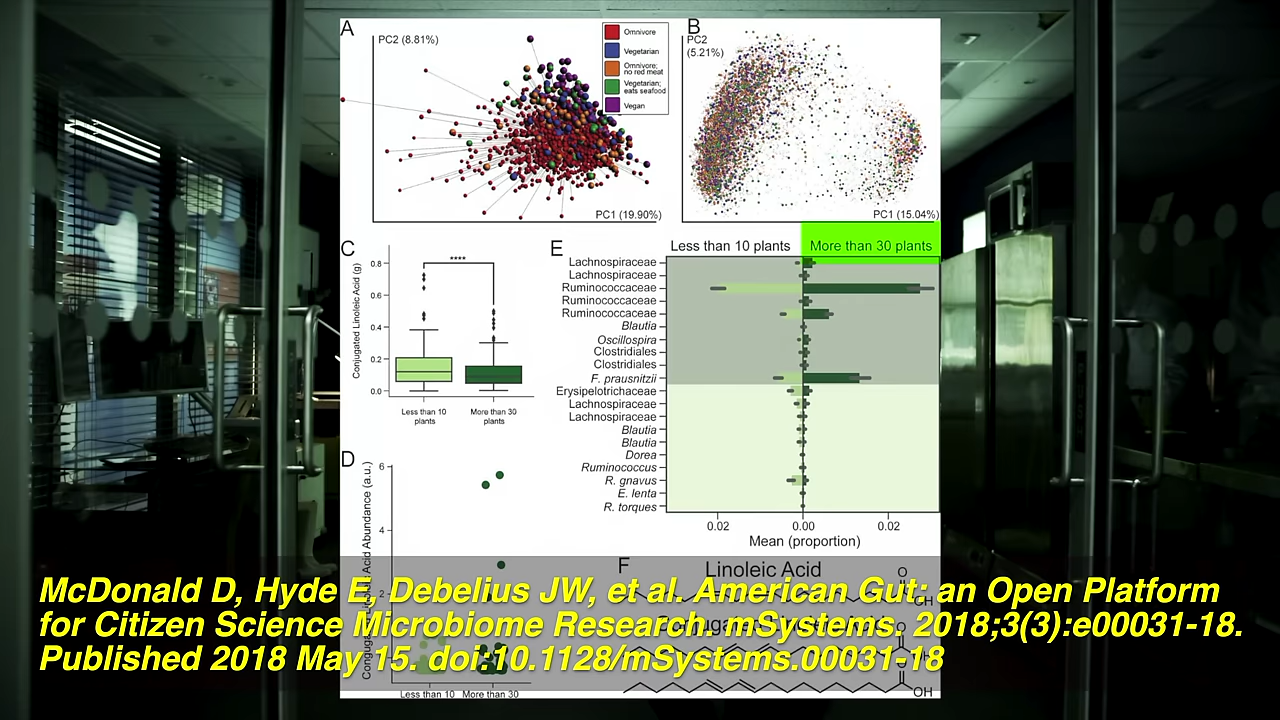 A
PC2 (8.81%)
Omnivore
Vegetarian
Omnivore;
no red meat
Vegetarian;
eats seafood
Vegan
PC1 (19.90%)
B
PC2
(5.21%)
PC1 (15.04%)
C
Conjugated Linoleic Acid (g)
0.8
0.6
0.4
0.2
0.0
****
Less than 10
plants
More than 30
plants
E
Less than 10 plants
More than 30 plants
Lachnospiraceae
Lachnospiraceae
Ruminococcaceae
Ruminococcaceae
Ruminococcaceae
Blautia
Oscillospira
Clostridiales
Clostridiales
F. prausnitzii
Erysipelotrichaceae
Lachnospiraceae
Lachnospiraceae
Blautia
Blautia
Dorea
Ruminococcus
R. gnavus
E. lenta
R. torques
0.02
0.00
0.02
Mean (proportion)
D
Acid Abundance (a.u.)
6
4
2
Less than 10
More than 30
F
Linoleic Acid
O
OH
O
OH
McDonald D, Hyde E, Debelius JW, et al. American Gut: an Open Platform
for Citizen Science Microbiome Research. mSystems. 2018;3(3):e00031-18.
Published 2018 May 15. doi:10.1128/mSystems.00031-18